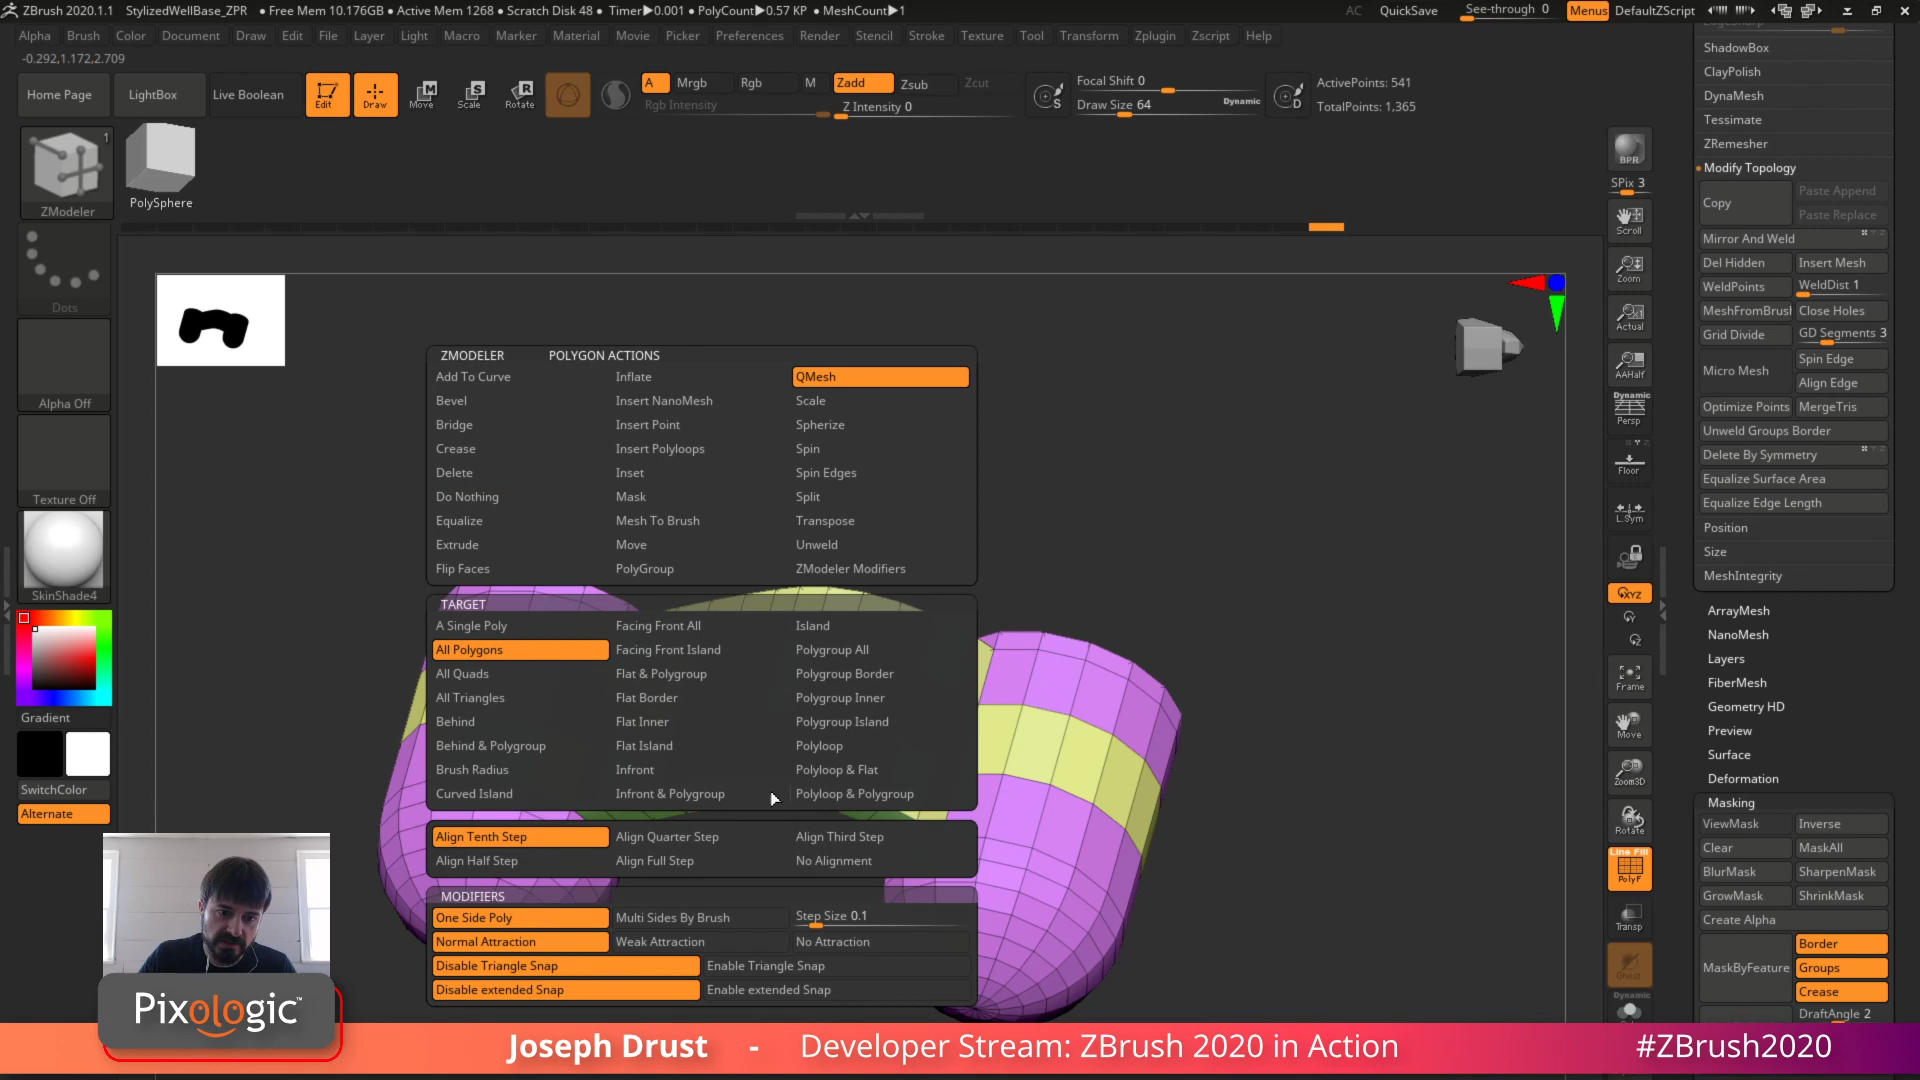 ZBrush 2020.1.1 StylizedWellBase_ZPR • Free Mem 10.176GB • Active Mem 1268 • Scratch Disk 48 • Timer▶0.001 • PolyCount▶0.57 KP • MeshCount▶1 AC QuickSave See-through 0 Menus DefaultZScript
Alpha Brush Color Document Draw Edit File Layer Light Macro Marker Material Movie Picker Preferences Render Stencil Stroke Texture Tool Transform Zplugin Zscript Help
-0.292,1.172,2.709
Home Page LightBox Live Boolean Edit Draw Move Scale Rotate
A Mrgb Rgb M Zadd Zsub Zcut
Rgb Intensity Z Intensity 0
S Focal Shift 0
Draw Size 64 Dynamic D
ActivePoints: 541
TotalPoints: 1,365
1
ZModeler
PolySphere
Dots
Alpha Off
Texture Off
SkinShade4
Gradient
SwitchColor
Alternate
ZMODELER POLYGON ACTIONS
Add To Curve Inflate QMesh
Bevel Insert NanoMesh Scale
Bridge Insert Point Spherize
Crease Insert Polyloops Spin
Delete Inset Spin Edges
Do Nothing Mask Split
Equalize Mesh To Brush Transpose
Extrude Move Unweld
Flip Faces PolyGroup ZModeler Modifiers
TARGET
A Single Poly Facing Front All Island
All Polygons Facing Front Island Polygroup All
All Quads Flat & Polygroup Polygroup Border
All Triangles Flat Border Polygroup Inner
Behind Flat Inner Polygroup Island
Behind & Polygroup Flat Island Polyloop
Brush Radius Infront Polyloop & Flat
Curved Island Infront & Polygroup Polyloop & Polygroup
Align Tenth Step Align Quarter Step Align Third Step
Align Half Step Align Full Step No Alignment
MODIFIERS
One Side Poly Multi Sides By Brush Step Size 0.1
Normal Attraction Weak Attraction No Attraction
Disable Triangle Snap Enable Triangle Snap
Disable extended Snap Enable extended Snap
BPR
SPix 3
Scroll
Zoom
Actual
AAHalf
Dynamic
Persp
Floor
L.Sym
XYZ
Frame
Move
Zoom3D
Rotate
Line Fill
PolyF
Transp
Ghost
Dynamic
ShadowBox
ClayPolish
DynaMesh
Tessimate
ZRemesher
Modify Topology
Copy Paste Append
Paste Replace
Mirror And Weld
Del Hidden Insert Mesh
WeldPoints WeldDist 1
MeshFromBrusl Close Holes
Grid Divide GD Segments 3
Micro Mesh Spin Edge
Align Edge
Optimize Points MergeTris
Unweld Groups Border
Delete By Symmetry
Equalize Surface Area
Equalize Edge Length
Position
Size
MeshIntegrity
ArrayMesh
NanoMesh
Layers
FiberMesh
Geometry HD
Preview
Surface
Deformation
Masking
ViewMask Inverse
Clear MaskAll
BlurMask SharpenMask
GrowMask ShrinkMask
Create Alpha
MaskByFeature Border
Groups
Crease
DraftAngle 2
Pixologic™
Joseph Drust - Developer Stream: ZBrush 2020 in Action #ZBrush2020